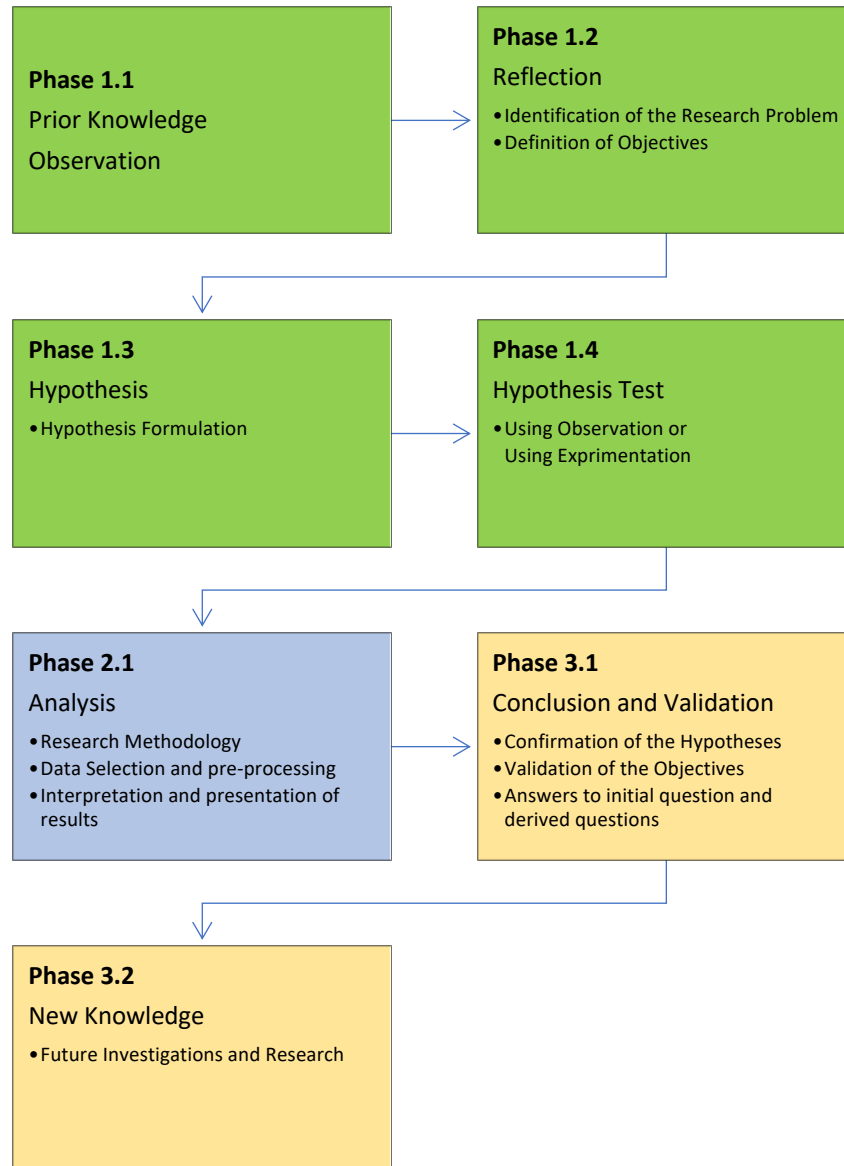 Phase 1.1
Prior Knowledge
Observation
Phase 1.2
Reflection
•Identification of the Research Problem
•Definition of Objectives
Phase 1.3
Hypothesis
•Hypothesis Formulation
Phase 1.4
Hypothesis Test
•Using Observation or
Using Exprimentation
Phase 2.1
Analysis
•Research Methodology
•Data Selection and pre-processing
•Interpretation and presentation of
results
Phase 3.1
Conclusion and Validation
•Confirmation of the Hypotheses
•Validation of the Objectives
•Answers to initial question and
derived questions
Phase 3.2
New Knowledge
•Future Investigations and Research